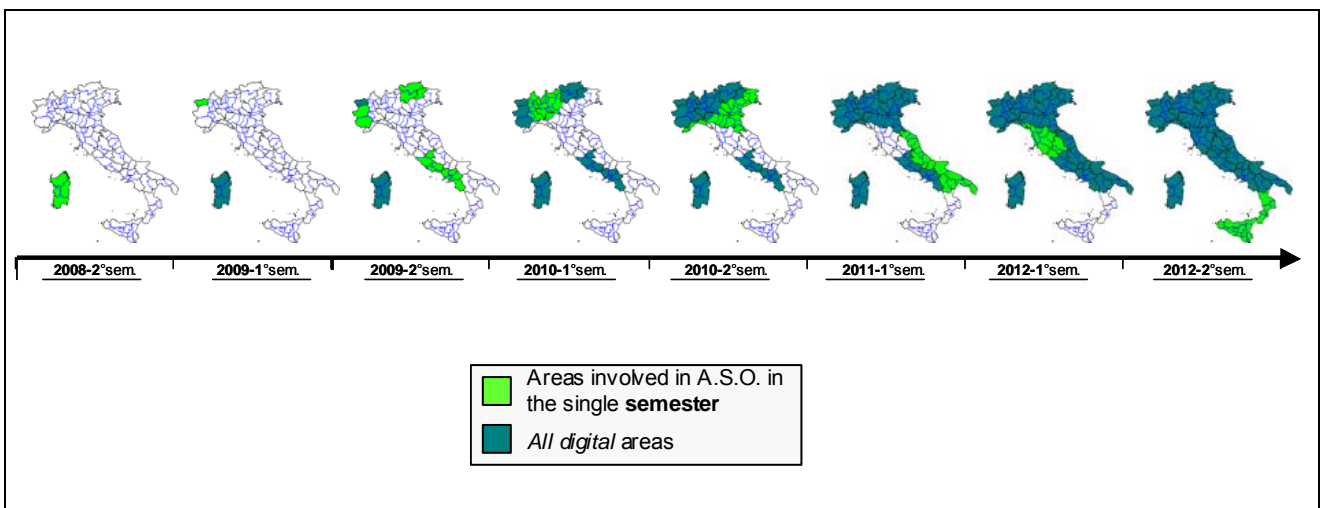 2008-2°sem.
2009-1°sem.
2009-2°sem.
2010-1°sem.
2010-2°sem.
2011-1°sem.
2012-1°sem.
2012-2°sem.
Areas involved in A.S.O. in
the single semester
All digital areas